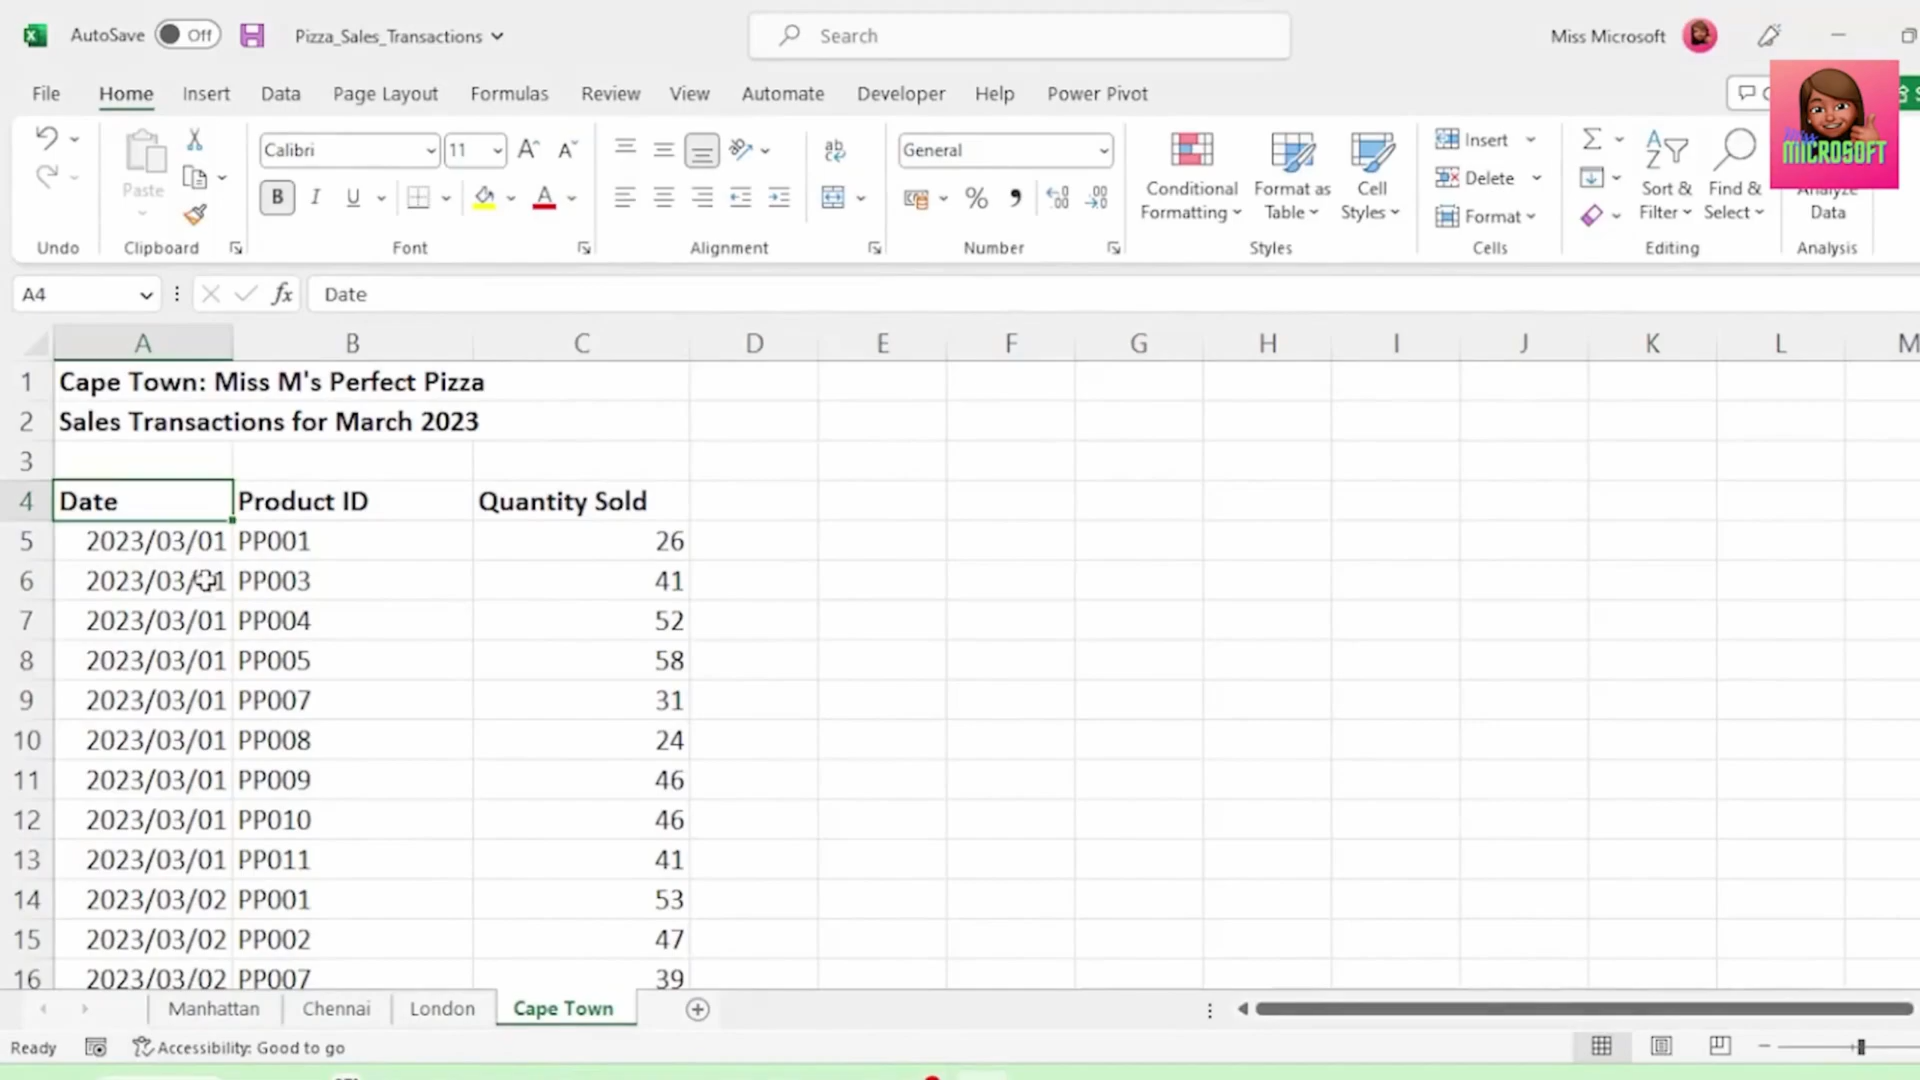 AutoSave Off Pizza_Sales_Transactions Search Miss Microsoft
File Home Insert Data Page Layout Formulas Review View Automate Developer Help Power Pivot
Miss MICROSOFT
Calibri 11 General
Paste
B I U
ab
%
Conditional Formatting
Format as Table
Cell Styles
Insert
Delete
Format
Sort & Filter
Find & Select
Analyze Data
Undo Clipboard Font Alignment Number Styles Cells Editing Analysis
A4 fx Date
A B C D E F G H I J K L M
1 Cape Town: Miss M's Perfect Pizza
2 Sales Transactions for March 2023
3
4 Date Product ID Quantity Sold
5 2023/03/01 PP001 26
6 2023/03/01 PP003 41
7 2023/03/01 PP004 52
8 2023/03/01 PP005 58
9 2023/03/01 PP007 31
10 2023/03/01 PP008 24
11 2023/03/01 PP009 46
12 2023/03/01 PP010 46
13 2023/03/01 PP011 41
14 2023/03/02 PP001 53
15 2023/03/02 PP002 47
16 2023/03/02 PP007 39
Manhattan Chennai London Cape Town
Ready Accessibility: Good to go